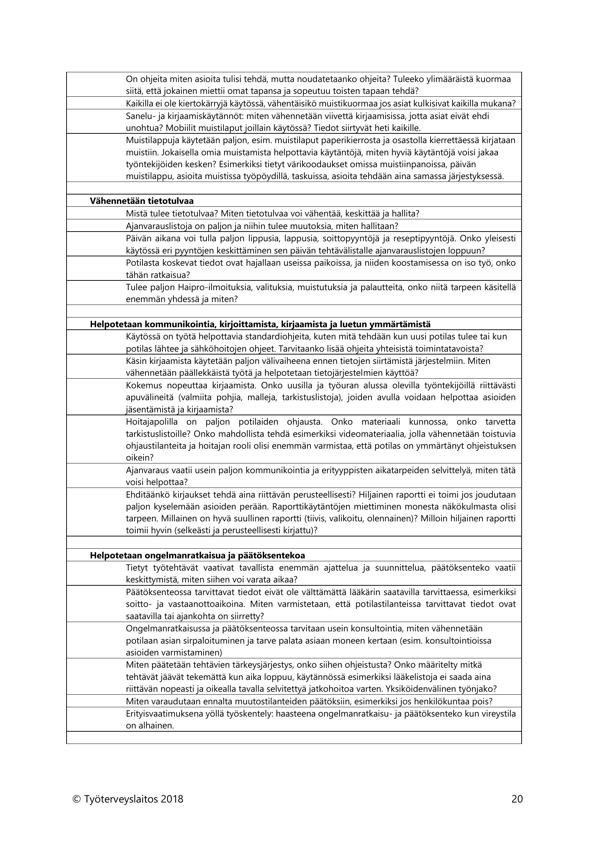 On ohjeita miten asioita tulisi tehdä, mutta noudatetaanko ohjeita? Tuleeko ylimääräistä kuormaa
siitä, että jokainen miettii omat tapansa ja sopeutuu toisten tapaan tehdä?
Kaikilla ei ole kiertokärryjä käytössä, vähentäisikö muistikuormaa jos asiat kulkisivat kaikilla mukana?
Sanelu- ja kirjaamiskäytännöt: miten vähennetään viivettä kirjaamisissa, jotta asiat eivät ehdi
unohtua? Mobiilit muistilaput joillain käytössä? Tiedot siirtyvät heti kaikille.
Muistilappuja käytetään paljon, esim. muistilaput paperikierrosta ja osastolla kierrettäessä kirjataan
muistiin. Jokaisella omia muistamista helpottavia käytäntöjä, miten hyviä käytäntöjä voisi jakaa
työntekijöiden kesken? Esimerkiksi tietyt värikoodaukset omissa muistiinpanoissa, päivän
muistilappu, asioita muistissa työpöydillä, taskuissa, asioita tehdään aina samassa järjestyksessä.
Vähennetään tietotulvaa
Mistä tulee tietotulvaa? Miten tietotulvaa voi vähentää, keskittää ja hallita?
Ajanvarauslistoja on paljon ja niihin tulee muutoksia, miten hallitaan?
Päivän aikana voi tulla paljon lippusia, lappusia, soittopyyntöjä ja reseptipyyntöjä. Onko yleisesti
käytössä eri pyyntöjen keskittäminen sen päivän tehtävälistalle ajanvarauslistojen loppuun?
Potilasta koskevat tiedot ovat hajallaan useissa paikoissa, ja niiden koostamisessa on iso työ, onko
tähän ratkaisua?
Tulee paljon Haipro-ilmoituksia, valituksia, muistutuksia ja palautteita, onko niitä tarpeen käsitellä
enemmän yhdessä ja miten?
Helpotetaan kommunikointia, kirjoittamista, kirjaamista ja luetun ymmärtämistä
Käytössä on työtä helpottavia standardiohjeita, kuten mitä tehdään kun uusi potilas tulee tai kun
potilas lähtee ja sähköhoitojen ohjeet. Tarvitaanko lisää ohjeita yhteisistä toimintatavoista?
Käsin kirjaamista käytetään paljon välivaiheena ennen tietojen siirtämistä järjestelmiin. Miten
vähennetään päällekkäistä työtä ja helpotetaan tietojärjestelmien käyttöä?
Kokemus nopeuttaa kirjaamista. Onko uusilla ja työuran alussa olevilla työntekijöillä riittävästi
apuvälineitä (valmiita pohjia, malleja, tarkistuslistoja), joiden avulla voidaan helpottaa asioiden
jäsentämistä ja kirjaamista?
Hoitajapolilla on paljon potilaiden ohjausta. Onko materiaali kunnossa, onko tarvetta
tarkistuslistoille? Onko mahdollista tehdä esimerkiksi videomateriaalia, jolla vähennetään toistuvia
ohjaustilanteita ja hoitajan rooli olisi enemmän varmistaa, että potilas on ymmärtänyt ohjeistuksen
oikein?
Ajanvaraus vaatii usein paljon kommunikointia ja erityyppisten aikatarpeiden selvittelyä, miten tätä
voisi helpottaa?
Ehditäänkö kirjaukset tehdä aina riittävän perusteellisesti? Hiljainen raportti ei toimi jos joudutaan
paljon kyselemään asioiden perään. Raporttikäytäntöjen miettiminen monesta näkökulmasta olisi
tarpeen. Millainen on hyvä suullinen raportti (tiivis, valikoitu, olennainen)? Milloin hiljainen raportti
toimii hyvin (selkeästi ja perusteellisesti kirjattu)?
Helpotetaan ongelmanratkaisua ja päätöksentekoa
Tietyt työtehtävät vaativat tavallista enemmän ajattelua ja suunnittelua, päätöksenteko vaatii
keskittymistä, miten siihen voi varata aikaa?
Päätöksenteossa tarvittavat tiedot eivät ole välttämättä lääkärin saatavilla tarvittaessa, esimerkiksi
soitto- ja vastaanottoaikoina. Miten varmistetaan, että potilastilanteissa tarvittavat tiedot ovat
saatavilla tai ajankohta on siirretty?
Ongelmanratkaisussa ja päätöksenteossa tarvitaan usein konsultointia, miten vähennetään
potilaan asian sirpaloituminen ja tarve palata asiaan moneen kertaan (esim. konsultointioissa
asioiden varmistaminen)
Miten päätetään tehtävien tärkeysjärjestys, onko siihen ohjeistusta? Onko määritelty mitkä
tehtävät jäävät tekemättä kun aika loppuu, käytännössä esimerkiksi lääkelistoja ei saada aina
riittävän nopeasti ja oikealla tavalla selvitettyä jatkohoitoa varten. Yksiköidenvälinen työnjako?
Miten varaudutaan ennalta muutostilanteiden päätöksiin, esimerkiksi jos henkilökuntaa pois?
Erityisvaatimuksena yöllä työskentely: haasteena ongelmanratkaisu- ja päätöksenteko kun vireystila
on alhainen.
© Työterveyslaitos 2018
20